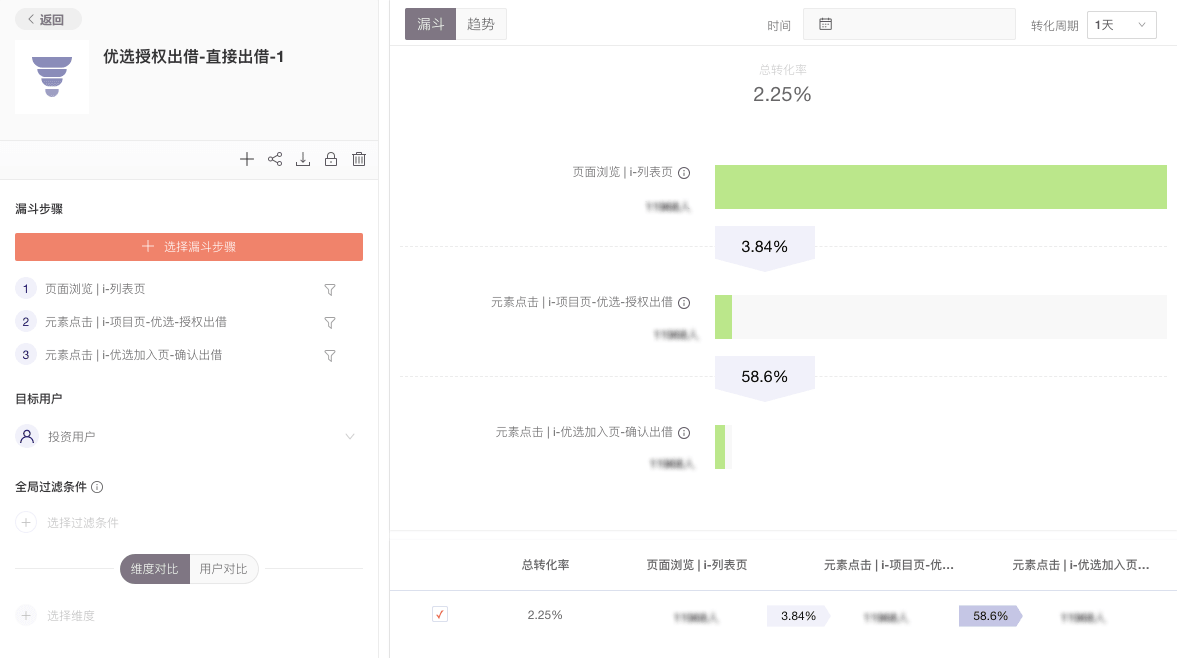 返回
优选授权出借-直接出借-1
漏斗步骤
选择漏斗步骤
1 页面浏览 | i-列表页
2 元素点击 | i-项目页-优选-授权出借
3 元素点击 | i-优选加入页-确认出借
目标用户
投资用户
全局过滤条件
选择过滤条件
维度对比 用户对比
选择维度
漏斗 趋势 时间 转化周期 1天
总转化率
2.25%
页面浏览 | i-列表页
3.84%
元素点击 | i-项目页-优选-授权出借
58.6%
元素点击 | i-优选加入页-确认出借
总转化率 页面浏览 | i-列表页 元素点击 | i-项目页-优... 元素点击 | i-优选加入页...
2.25% 3.84% 58.6%